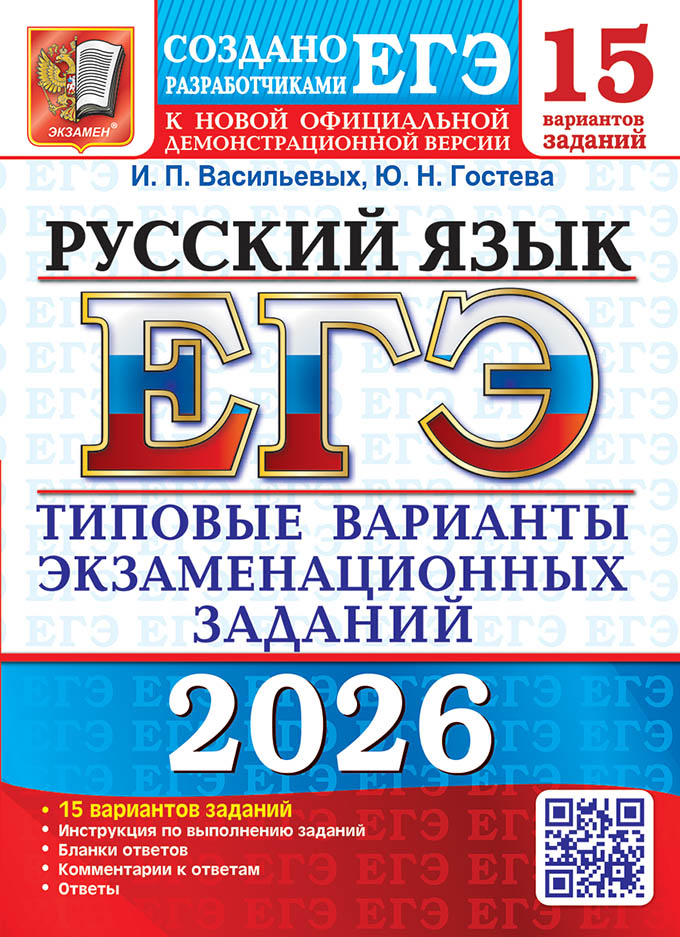 ЭКЗАМЕН®
СОЗДАНО
РАЗРАБОТЧИКАМИ
ЕГЭ
К НОВОЙ ОФИЦИАЛЬНОЙ
ДЕМОНСТРАЦИОННОЙ ВЕРСИИ
15
вариантов
заданий
И. П. Васильевых, Ю. Н. Гостева
РУССКИЙ ЯЗЫК
ЕГЭ
ТИПОВЫЕ ВАРИАНТЫ
ЭКЗАМЕНАЦИОННЫХ
ЗАДАНИЙ
2026
• 15 вариантов заданий
• Инструкция по выполнению заданий
• Бланки ответов
• Комментарии к ответам
• Ответы